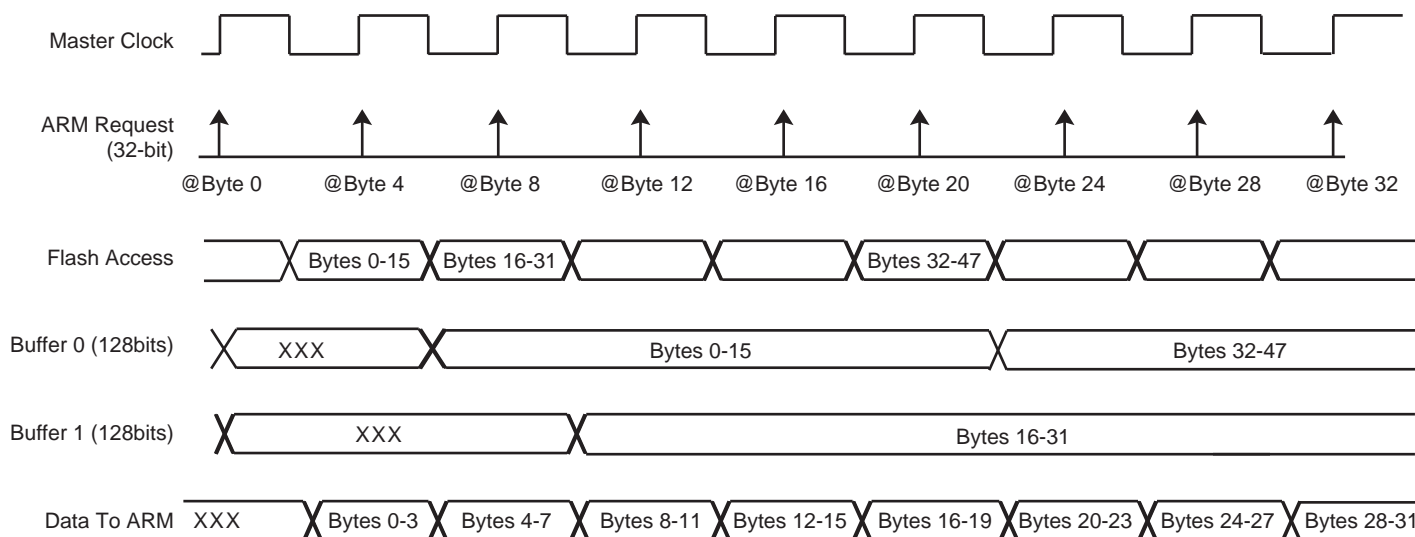 Master Clock
ARM Request
(32-bit)
@Byte 0 @Byte 4 @Byte 8 @Byte 12 @Byte 16 @Byte 20 @Byte 24 @Byte 28 @Byte 32
Flash Access Bytes 0-15 Bytes 16-31 Bytes 32-47
Buffer 0 (128bits) XXX Bytes 0-15 Bytes 32-47
Buffer 1 (128bits) XXX Bytes 16-31
Data To ARM XXX Bytes 0-3 Bytes 4-7 Bytes 8-11 Bytes 12-15 Bytes 16-19 Bytes 20-23 Bytes 24-27 Bytes 28-31